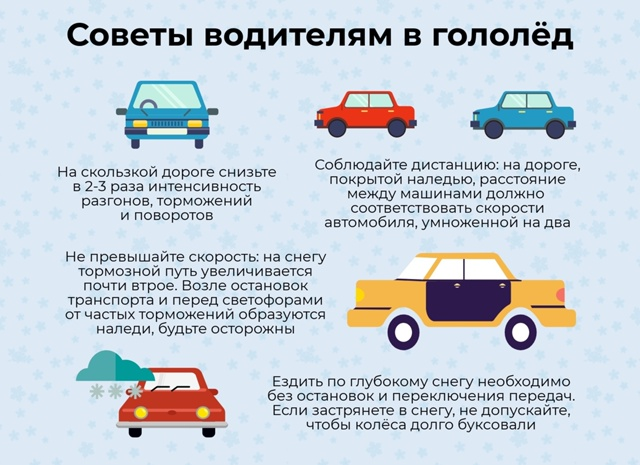 Советы водителям в гололёд
На скользкой дороге снизьте
в 2-3 раза интенсивность
разгонов, торможений
и поворотов
Соблюдайте дистанцию: на дороге,
покрытой наледью, расстояние
между машинами должно
соответствовать скорости
автомобиля, умноженной на два
Не превышайте скорость: на снегу
тормозной путь увеличивается
почти втрое. Возле остановок
транспорта и перед светофорами
от частых торможений образуются
наледи, будьте осторожны
Ездить по глубокому снегу необходимо
без остановок и переключения передач.
Если застрянете в снегу, не допускайте,
чтобы колёса долго буксовали